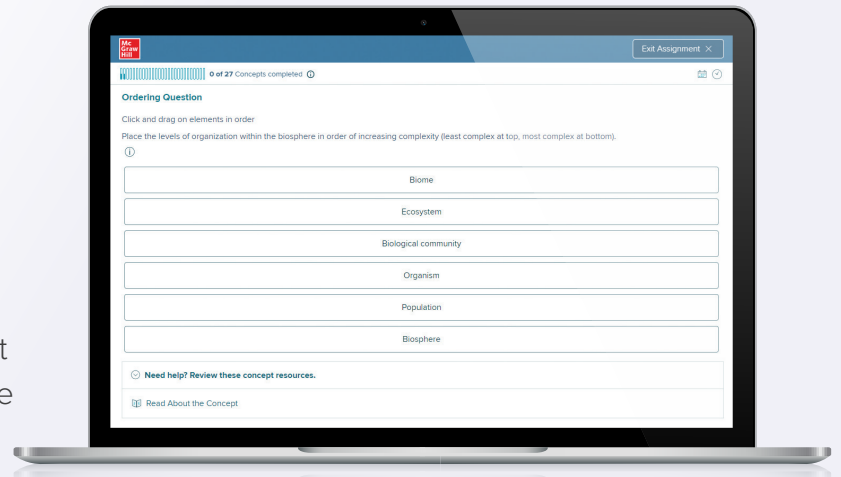 Mc
Graw
Hill
Exit Assignment ×
0 of 27 Concepts completed
Ordering Question
Click and drag on elements in order
Place the levels of organization within the biosphere in order of increasing complexity (least complex at top, most complex at bottom).
Biome
Ecosystem
Biological community
Organism
Population
Biosphere
Need help? Review these concept resources.
Read About the Concept